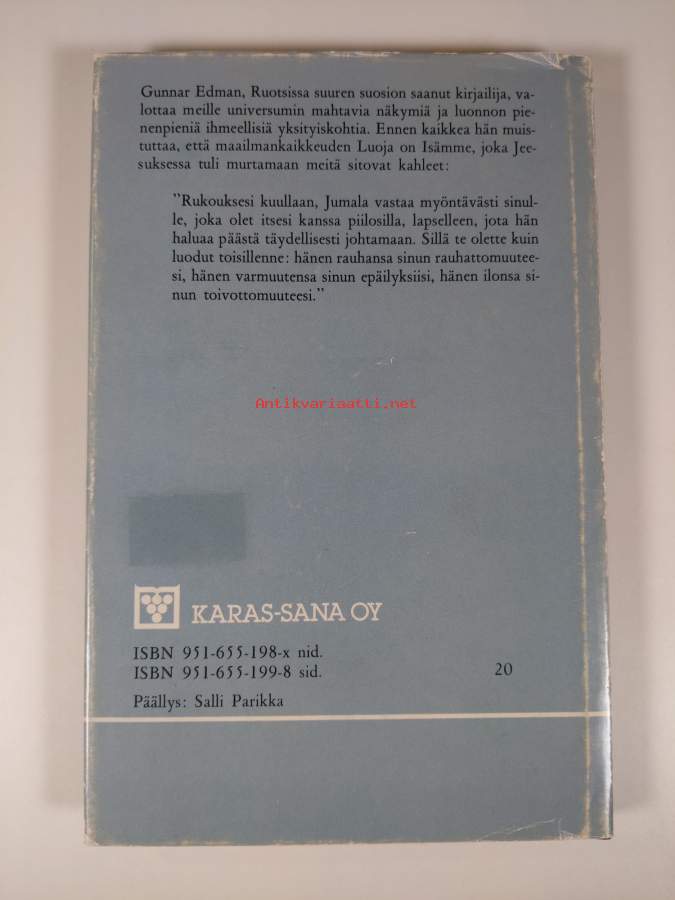 Gunnar Edman, Ruotsissa suuren suosion saanut kirjailija, va-
lottaa meille universumin mahtavia näkymiä ja luonnon pie-
nenpieniä ihmeellisiä yksityiskohtia. Ennen kaikkea hän muis-
tuttaa, että maailmankaikkeuden Luoja on Isämme, joka Jee-
suksessa tuli murtamaan meitä sitovat kahleet:
”Rukouksesi kuullaan, Jumala vastaa myöntävästi sinul-
le, joka olet itsesi kanssa piilosilla, lapselleen, jota hän
haluaa päästä täydellisesti johtamaan. Sillä te olette kuin
luodut toisillenne: hänen rauhansa sinun rauhattomuutee-
si, hänen varmuutensa sinun epäilyksiisi, hänen ilonsa si-
nun toivottomuuteesi.”
Antikvariaatti.net
KARAS-SANA OY
ISBN 951-655-198-x nid.
ISBN 951-655-199-8 sid.
20
Päällys: Salli Parikka